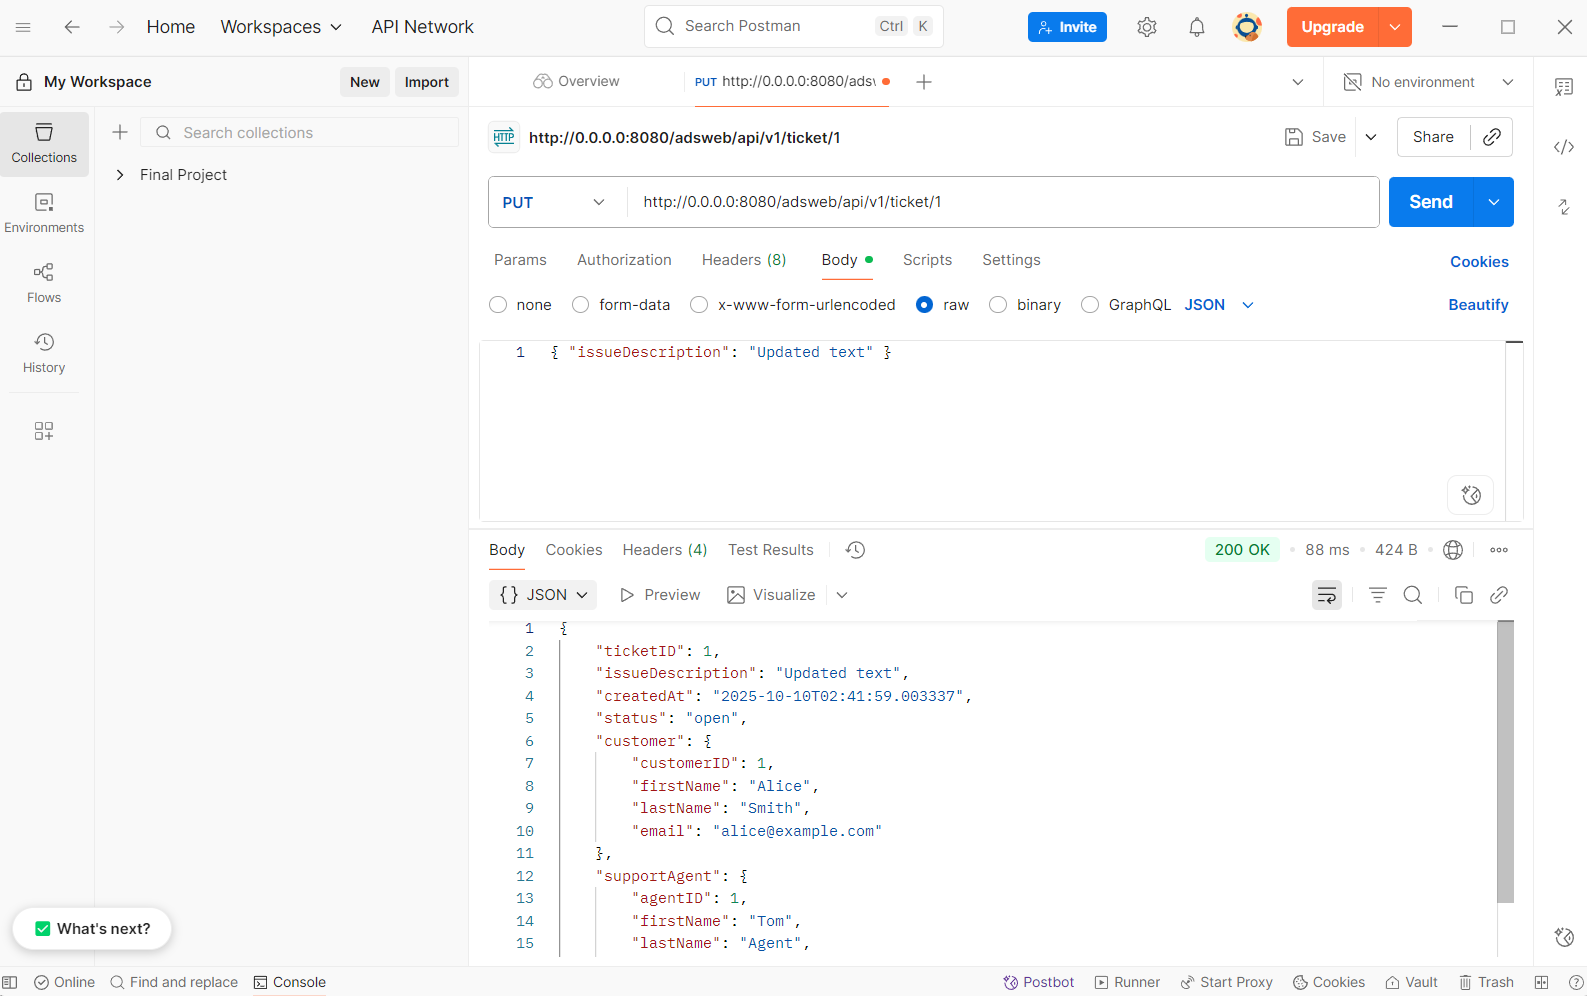 Home Workspaces API Network Search Postman Ctrl K Invite Upgrade
My Workspace New Import Overview PUT http://0.0.0.0:8080/ads No environment
Collections Search collections HTTP http://0.0.0.0:8080/adsweb/api/v1/ticket/1 Save Share
Final Project
Environments
Flows
History
PUT http://0.0.0.0:8080/adsweb/api/v1/ticket/1 Send
Params Authorization Headers (8) Body Scripts Settings Cookies
none form-data x-www-form-urlencoded raw binary GraphQL JSON Beautify
1 { "issueDescription": "Updated text" }
Body Cookies Headers (4) Test Results 200 OK • 88 ms • 424 B
{} JSON Preview Visualize
1 {
2 "ticketID": 1,
3 "issueDescription": "Updated text",
4 "createdAt": "2025-10-10T02:41:59.003337",
5 "status": "open",
6 "customer": {
7 "customerID": 1,
8 "firstName": "Alice",
9 "lastName": "Smith",
10 "email": "alice@example.com"
11 },
12 "supportAgent": {
13 "agentID": 1,
14 "firstName": "Tom",
15 "lastName": "Agent",
What's next?
Online Find and replace Console Postbot Runner Start Proxy Cookies Vault Trash